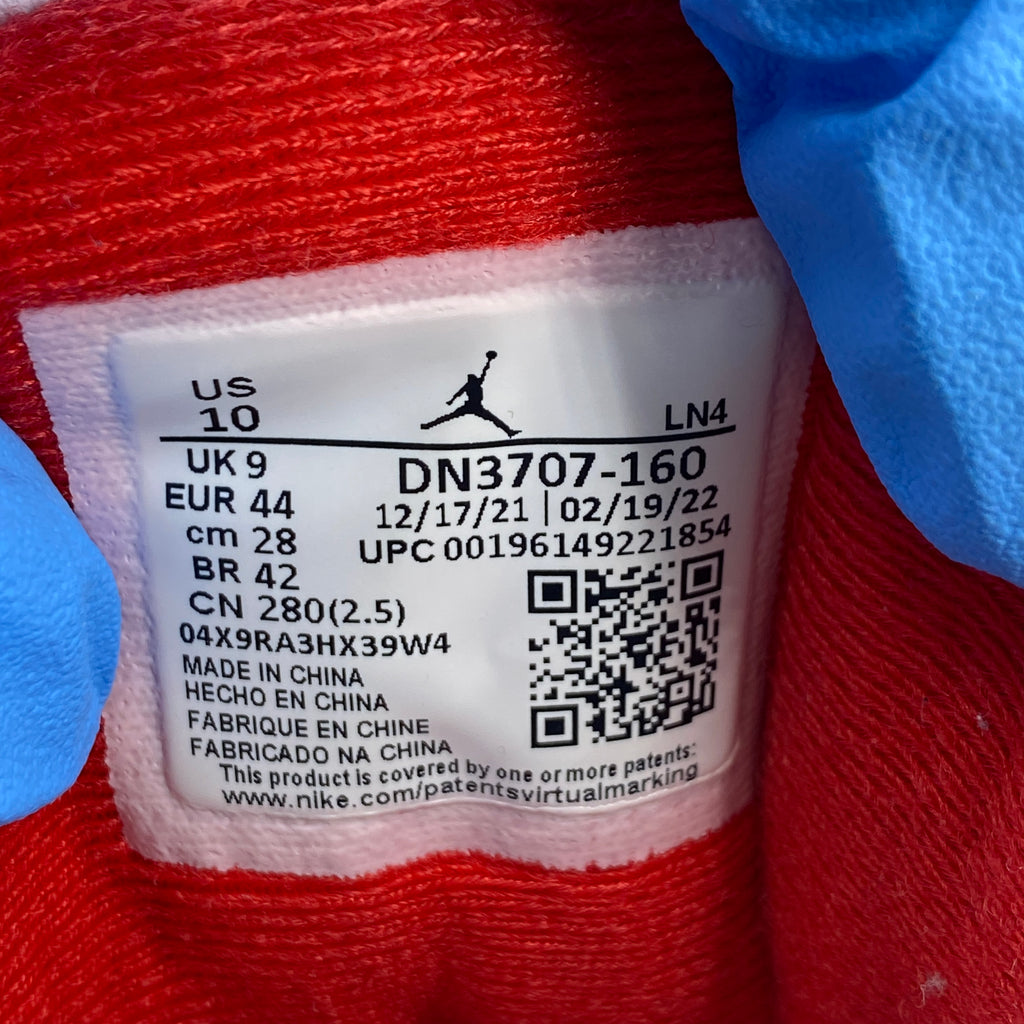 US
10
LN4
UK 9
DN3707-160
EUR 44
12/17/21 | 02/19/22
cm 28
UPC 00196149221854
BR 42
CN 280(2.5)
04X9RA3HX39W4
MADE IN CHINA
HECHO EN CHINA
FABRIQUE EN CHINE
FABRICADO NA CHINA
This product is covered by one or more patents:
www.nike.com/patentsvirtualmarking